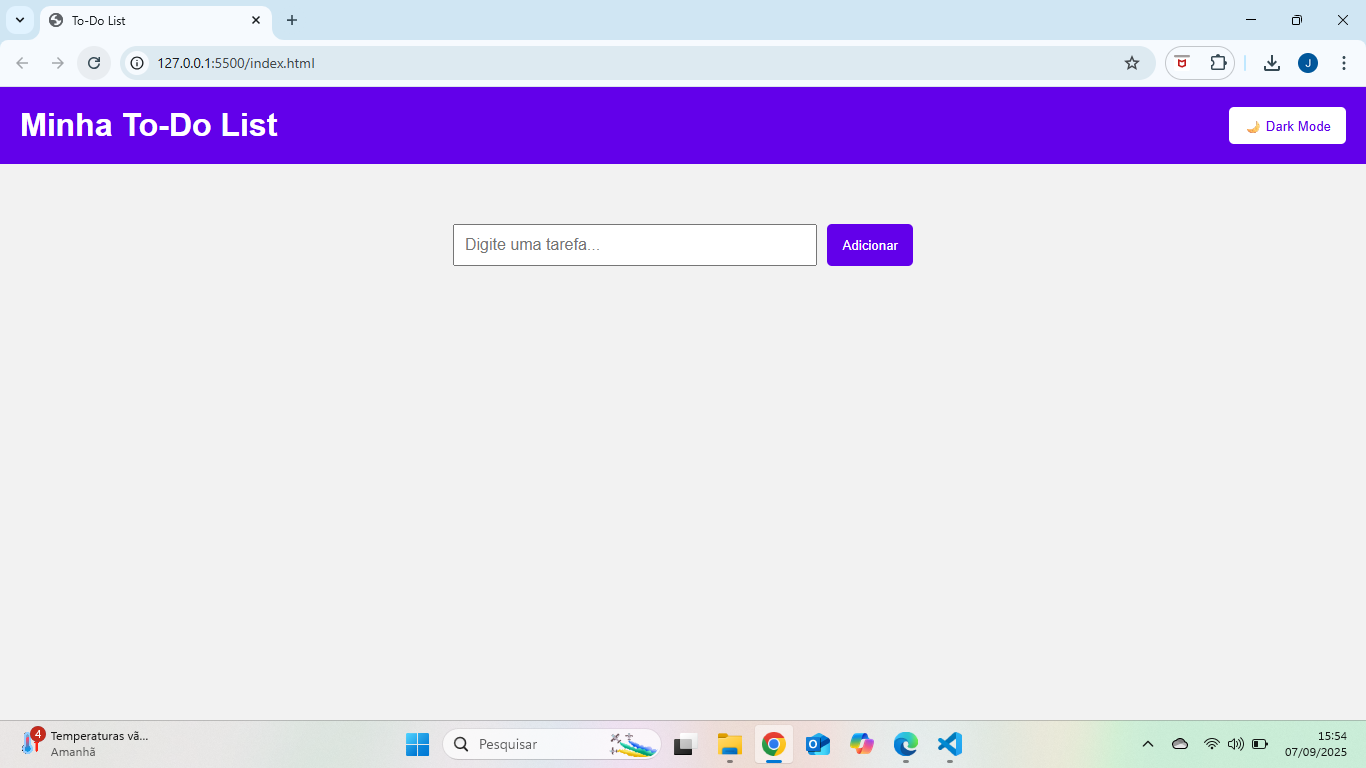 To-Do List
127.0.0.1:5500/index.html
J
Minha To-Do List
🌙 Dark Mode
Digite uma tarefa...
Adicionar
4
Temperaturas vã...
Amanhã
Pesquisar
15:54
07/09/2025